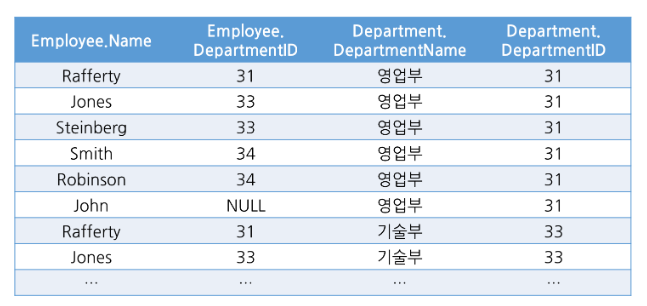 Employee.Name Employee.DepartmentID Department.DepartmentName Department.DepartmentID
Rafferty 31 영업부 31
Jones 33 영업부 31
Steinberg 33 영업부 31
Smith 34 영업부 31
Robinson 34 영업부 31
John NULL 영업부 31
Rafferty 31 기술부 33
Jones 33 기술부 33
... ... ... ...